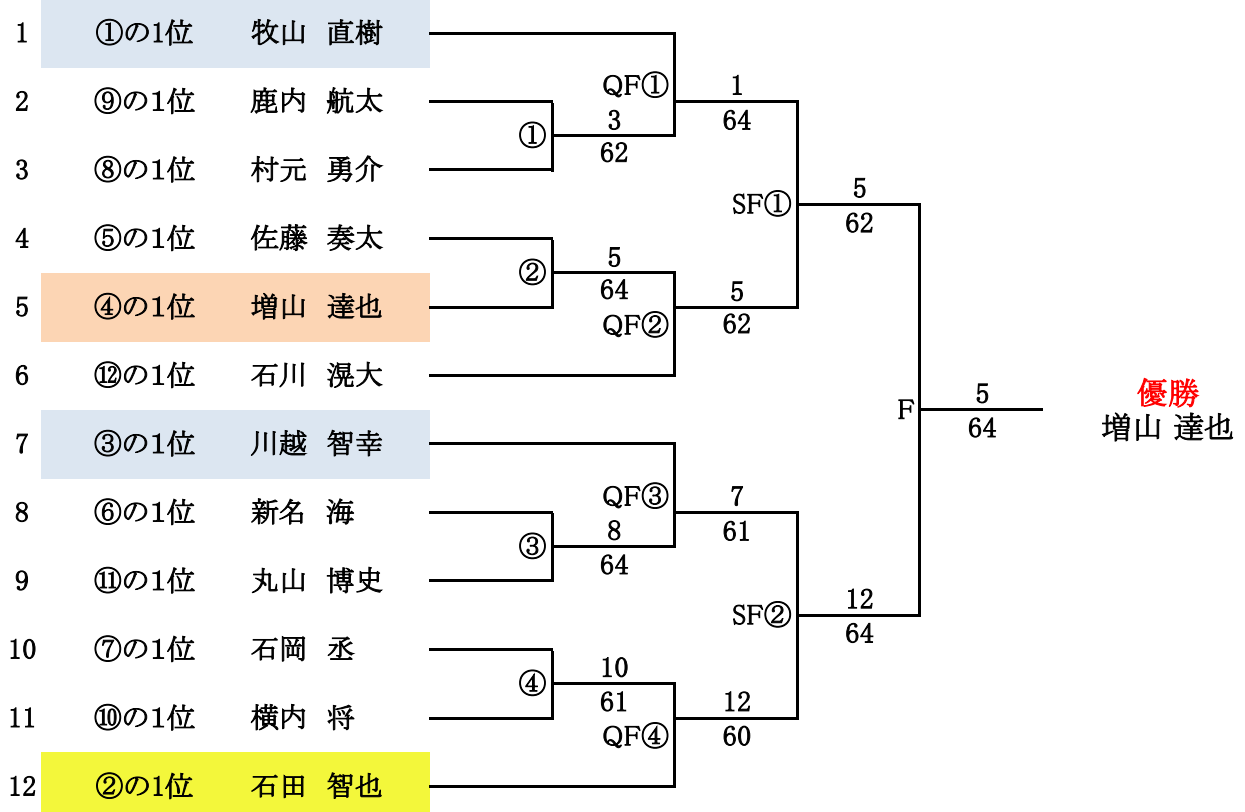 1 ①の1位 牧山 直樹
QF① 1
2 ⑨の1位 鹿内 航太
① 3 64
62
3 ⑧の1位 村元 勇介
SF① 5
62
4 ⑤の1位 佐藤 奏太
② 5
64 5
5 ④の1位 増山 達也
QF② 62
6 ⑫の1位 石川 滉大
優勝
F 5
64 増山 達也
7 ③の1位 川越 智幸
QF③ 7
8 ⑥の1位 新名 海
③ 8 61
64
9 ⑪の1位 丸山 博史
SF② 12
64
10 ⑦の1位 石岡 丞
④ 10
61 12
11 ⑩の1位 横内 将
QF④ 60
12 ②の1位 石田 智也